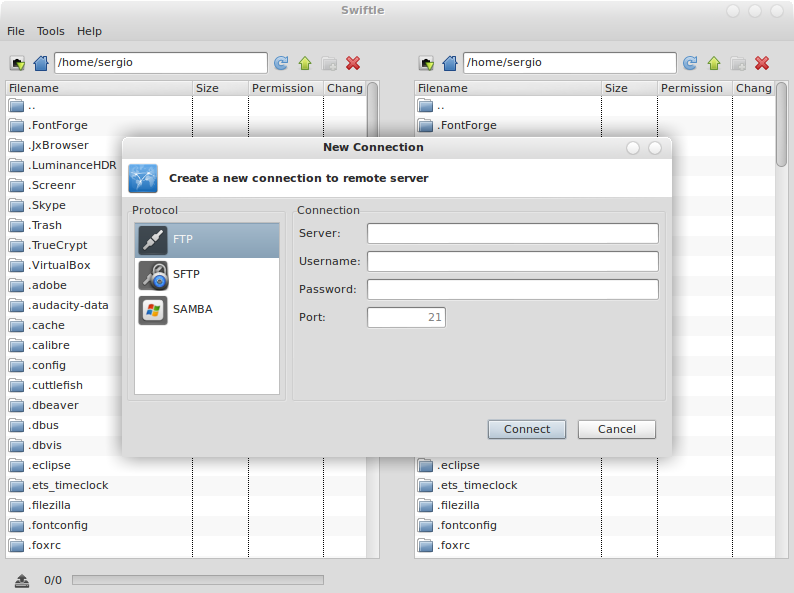 Swiftle
File Tools Help
/home/sergio /home/sergio
Filename Size Permission Chang Filename Size Permission Chang
.. ..
.FontForge .FontForge
.JxBrowser
.LuminanceHDR
.Screenr
.Skype
.Trash
.TrueCrypt
.VirtualBox
.adobe
.audacity-data
.cache
.calibre
.config
.cuttlefish
.dbeaver
.dbus
.dbvis
New Connection
Create a new connection to remote server
Protocol
FTP
SFTP
SAMBA
Connection
Server:
Username:
Password:
Port: 21
Connect Cancel
.eclipse .eclipse
.ets_timeclock .ets_timeclock
.filezilla .filezilla
.fontconfig .fontconfig
.foxrc .foxrc
0/0